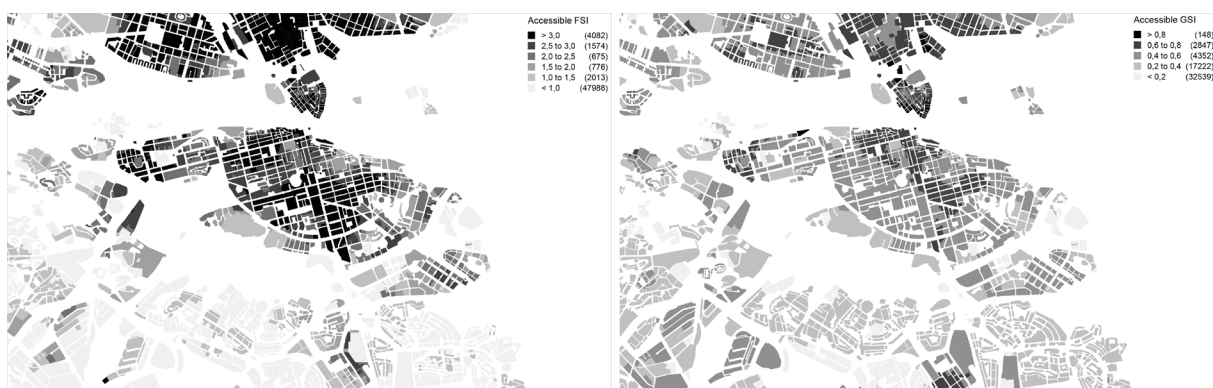 Accessible FSI
> 3,0 (4082)
2,5 to 3,0 (1574)
2,0 to 2,5 (675)
1,5 to 2,0 (776)
1,0 to 1,5 (2013)
< 1,0 (47988)
Accessible GSI
> 0,8 (148)
0,6 to 0,8 (2847)
0,4 to 0,6 (4352)
0,2 to 0,4 (17222)
< 0,2 (32539)